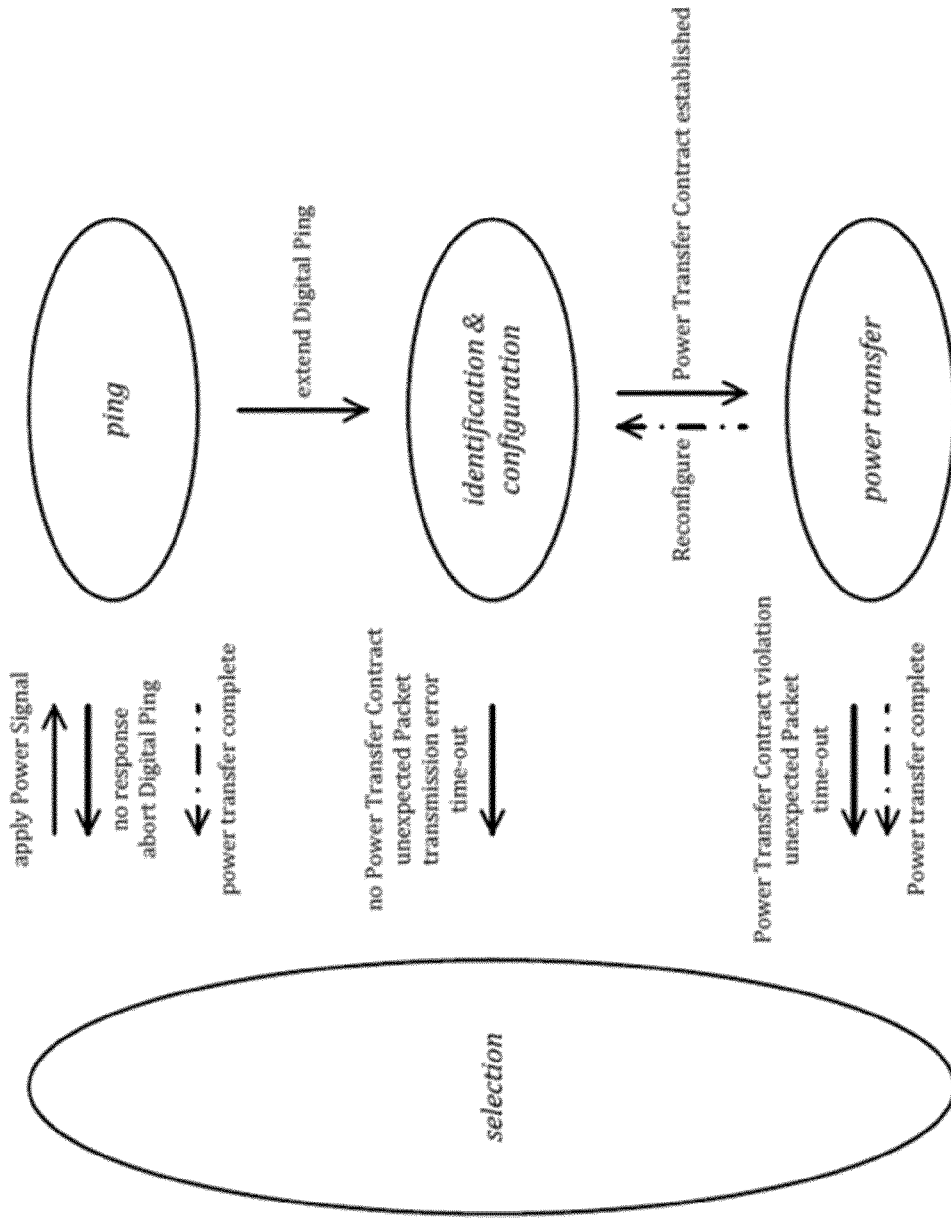 apply Power Signal
no response
abort Digital Ping
power transfer complete
ping
extend Digital Ping
no Power Transfer Contract
unexpected Packet
transmission error
time-out
identification &
configuration
selection
Reconfigure
Power Transfer Contract established
Power Transfer Contract violation
unexpected Packet
time-out
Power transfer complete
power transfer